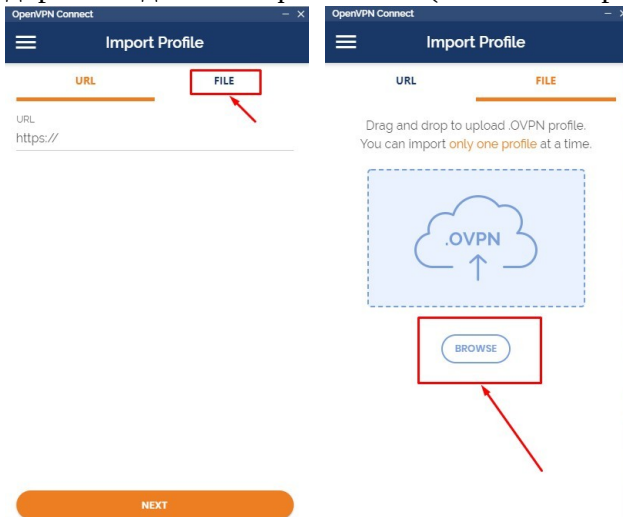 OpenVPN Connect
Import Profile
URL
FILE
URL
https://
NEXT
OpenVPN Connect
Import Profile
URL
FILE
Drag and drop to upload .OVPN profile.
You can import only one profile at a time.
.OVPN
BROWSE